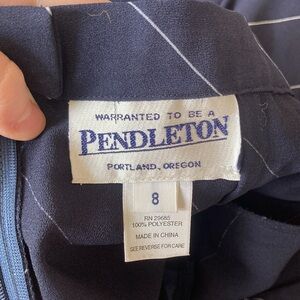 WARRANTED TO BE A
PENDLETON
PORTLAND, OREGON
8
RN 29685
100% POLYESTER
MADE IN CHINA
SEE REVERSE FOR CARE